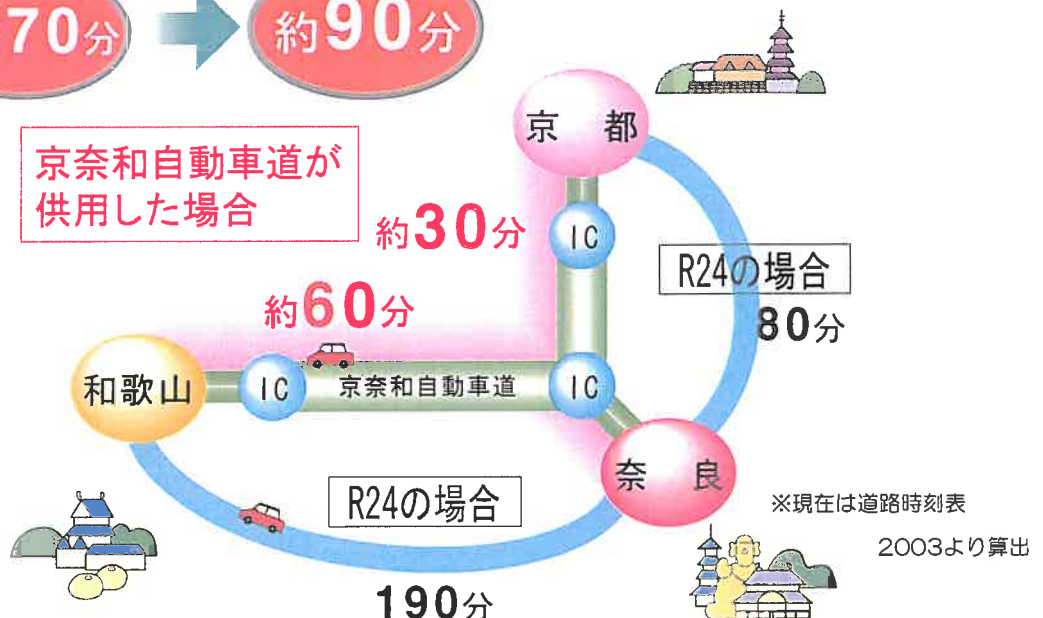 70分
約90分
京都
京奈和自動車道が
供用した場合
約30分
IC
R24の場合
80分
約60分
和歌山
IC
京奈和自動車道
IC
奈良
R24の場合
190分
※現在は道路時刻表
2003より算出